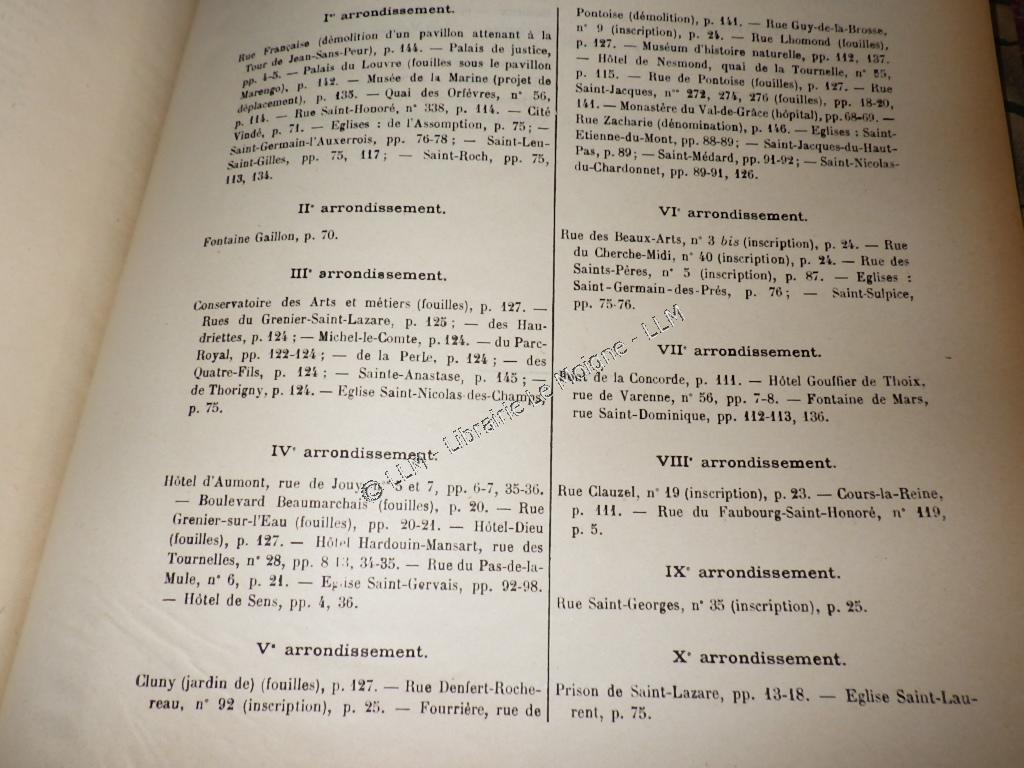 Ier arrondissement.
Rue Française (démolition d'un pavillon attenant à la
Tour de Jean-Sans-Peur), p. 144. — Palais de justice,
pp. 4-5. — Palais du Louvre (fouilles sous le pavillon
Marengo), p. 142. — Musée de la Marine (projet de
déplacement), p. 135. — Quai des Orfèvres, n° 56,
p. 114. — Rue Saint-Honoré, n° 338, p. 114. — Cité
Vindé, p. 71. — Eglises : de l'Assomption, p. 75; —
Saint-Germain-l'Auxerrois, pp. 76-78; — Saint-Leu-
Saint-Gilles, pp. 75, 117; — Saint-Roch, pp. 75,
113, 134.
IIe arrondissement.
Fontaine Gaillon, p. 70.
IIIe arrondissement.
Conservatoire des Arts et métiers (fouilles), p. 127. —
Rues du Grenier-Saint-Lazare, p. 125; — des Hau-
driettes, p. 124; — Michel-le-Comte, p. 124. — du Parc-
Royal, pp. 122-124; — de la Perle, p. 124; — des
Quatre-Fils, p. 124; — Sainte-Anastase, p. 145; —
de Thorigny, p. 124. — Eglise Saint-Nicolas-des-Champs,
p. 75.
IVe arrondissement.
Hôtel d'Aumont, rue de Jouy, 5 et 7, pp. 6-7, 35-36.
— Boulevard Beaumarchais (fouilles), p. 20. — Rue
Grenier-sur-l'Eau (fouilles), pp. 20-21. — Hôtel-Dieu
(fouilles), p. 127. — Hôtel Hardouin-Mansart, rue des
Tournelles, n° 28, pp. 8 13, 34-35. — Rue du Pas-de-la-
Mule, n° 6, p. 21. — Eglise Saint-Gervais, pp. 92-98.
— Hôtel de Sens, pp. 4, 36.
Ve arrondissement.
Cluny (jardin de) (fouilles), p. 127. — Rue Denfert-Roche-
reau, n° 92 (inscription), p. 25. — Fourrière, rue de
Pontoise (démolition), p. 141. — Rue Guy-de-la-Brosse,
n° 9 (inscription), p. 24. — Rue Lhomond (fouilles),
p. 127. — Muséum d'histoire naturelle, pp. 112, 137.
— Hôtel de Nesmond, quai de la Tournelle, n° 55,
p. 115. — Rue de Pontoise (fouilles), p. 127. — Rue
Saint-Jacques, nos 272, 274, 276 (fouilles), pp. 18-20,
141. — Monastère du Val-de-Grâce (hôpital), pp. 68-69. —
Rue Zacharie (dénomination), p. 146. — Eglises : Saint-
Etienne-du-Mont, pp. 88-89; — Saint-Jacques-du-Haut-
Pas, p. 89; — Saint-Médard, pp. 91-92; — Saint-Nicolas-
du-Chardonnet, pp. 89-91, 126.
VIe arrondissement.
Rue des Beaux-Arts, n° 3 bis (inscription), p. 24. — Rue
du Cherche-Midi, n° 40 (inscription), p. 24. — Rue des
Saints-Pères, n° 5 (inscription), p. 87. — Eglises :
Saint-Germain-des-Prés, p. 76; — Saint-Sulpice,
pp. 75-76.
VIIe arrondissement.
de la Concorde, p. 111. — Hôtel Gouffier de Thoix,
rue de Varenne, n° 56, pp. 7-8. — Fontaine de Mars,
rue Saint-Dominique, pp. 112-113, 136.
VIIIe arrondissement.
Rue Clauzel, n° 19 (inscription), p. 23. — Cours-la-Reine,
p. 111. — Rue du Faubourg-Saint-Honoré, n° 119,
p. 5.
IXe arrondissement.
Rue Saint-Georges, n° 35 (inscription), p. 25.
Xe arrondissement.
Prison de Saint-Lazare, pp. 13-18. — Eglise Saint-Lau-
rent, p. 75.
© LLM - Librairie Le Moigne - LLM